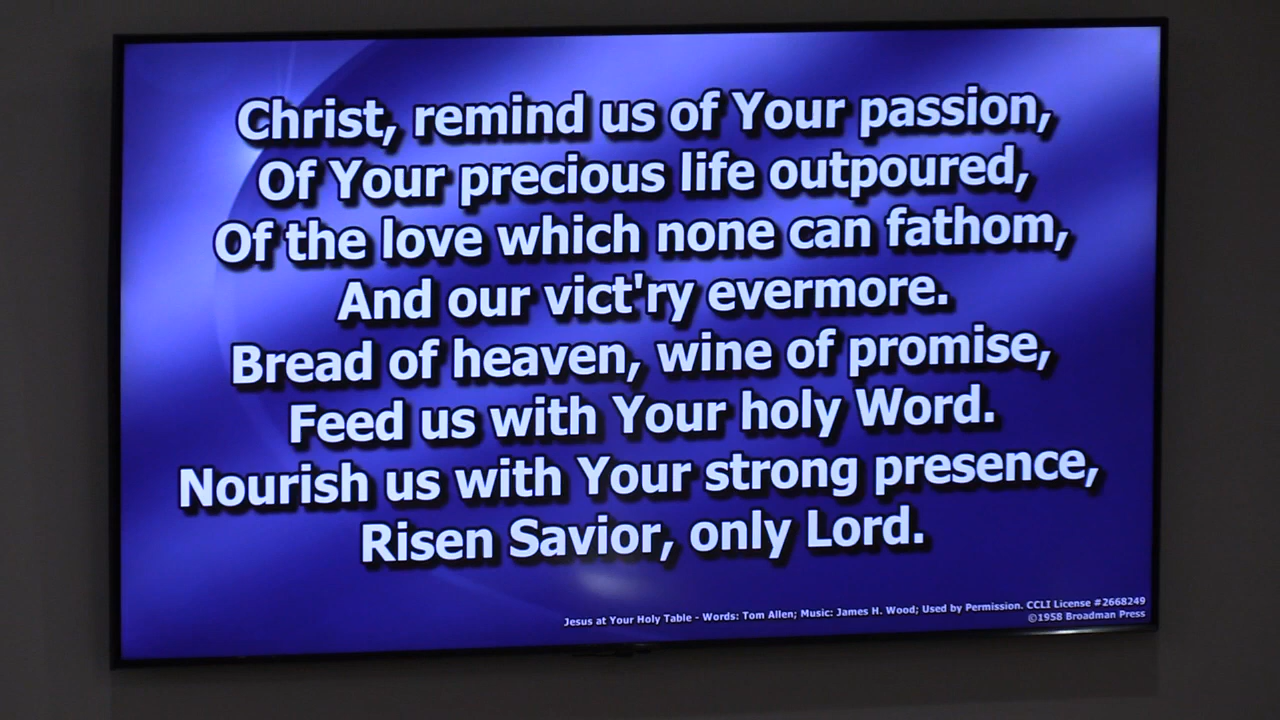 Christ, remind us of Your passion,
Of Your precious life outpoured,
Of the love which none can fathom,
And our vict'ry evermore.
Bread of heaven, wine of promise,
Feed us with Your holy Word.
Nourish us with Your strong presence,
Risen Savior, only Lord.
Jesus at Your Holy Table - Words: Tom Allen; Music: James H. Wood; Used by Permission. CCLI License #2668249
©1958 Broadman Press